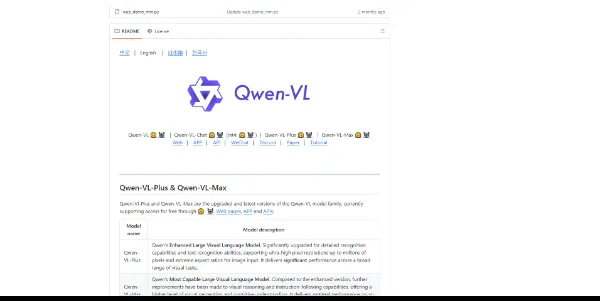 web_demo_mm.py Update web_demo_mm.py 2 months ago
README License
中文 | English | 日本語 | 한국어
Qwen-VL
Qwen-VL 🤗 🤖 | Qwen-VL-Chat 🤗 🤖 (Int4: 🤗 🤖) | Qwen-VL-Plus 🤗 🤖 | Qwen-VL-Max 🤗 🤖
Web | APP | API | WeChat | Discord | Paper | Tutorial
Qwen-VL-Plus & Qwen-VL-Max
Qwen-VL-Plus and Qwen-VL-Max are the upgraded and latest versions of the Qwen-VL model family, currently
supporting access for free through 🤗, 🤖, Web pages, APP and APIs.
Model name Model description
Qwen-VL-Plus
Qwen's Enhanced Large Visual Language Model. Significantly upgraded for detailed recognition
capabilities and text recognition abilities, supporting ultra-high pixel resolutions up to millions of
pixels and extreme aspect ratios for image input. It delivers significant performance across a broad
range of visual tasks.
Qwen-VL-Max
Qwen's Most Capable Large Visual Language Model. Compared to the enhanced version, further
improvements have been made to visual reasoning and instruction-following capabilities, offering a
higher level of visual perception and cognitive understanding. It delivers optimal performance on an